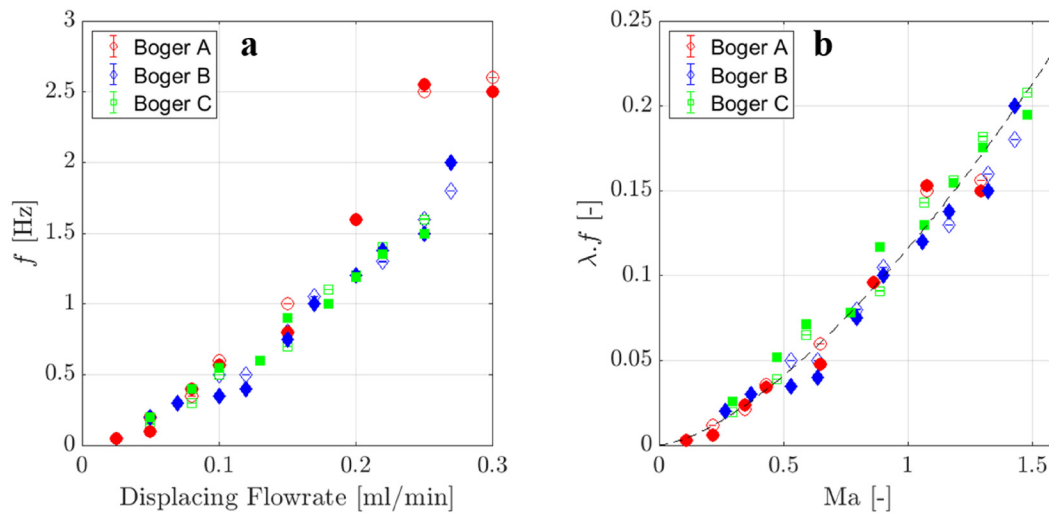 a
Boger A
Boger B
Boger C
3
2.5
2
1.5
1
0.5
0
0
0.1
0.2
0.3
f [Hz]
Displacing Flowrate [ml/min]
b
Boger A
Boger B
Boger C
0.25
0.2
0.15
0.1
0.05
0
0
0.5
1
1.5
λ.f [-]
Ma [-]